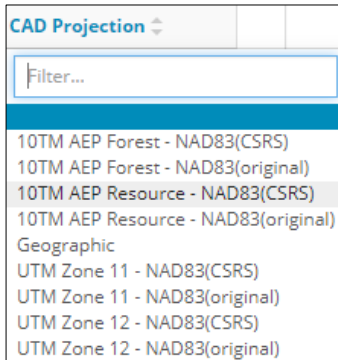 CAD Projection
Filter...
10TM AEP Forest - NAD83(CSRS)
10TM AEP Forest - NAD83(original)
10TM AEP Resource - NAD83(CSRS)
10TM AEP Resource - NAD83(original)
Geographic
UTM Zone 11 - NAD83(CSRS)
UTM Zone 11 - NAD83(original)
UTM Zone 12 - NAD83(CSRS)
UTM Zone 12 - NAD83(original)